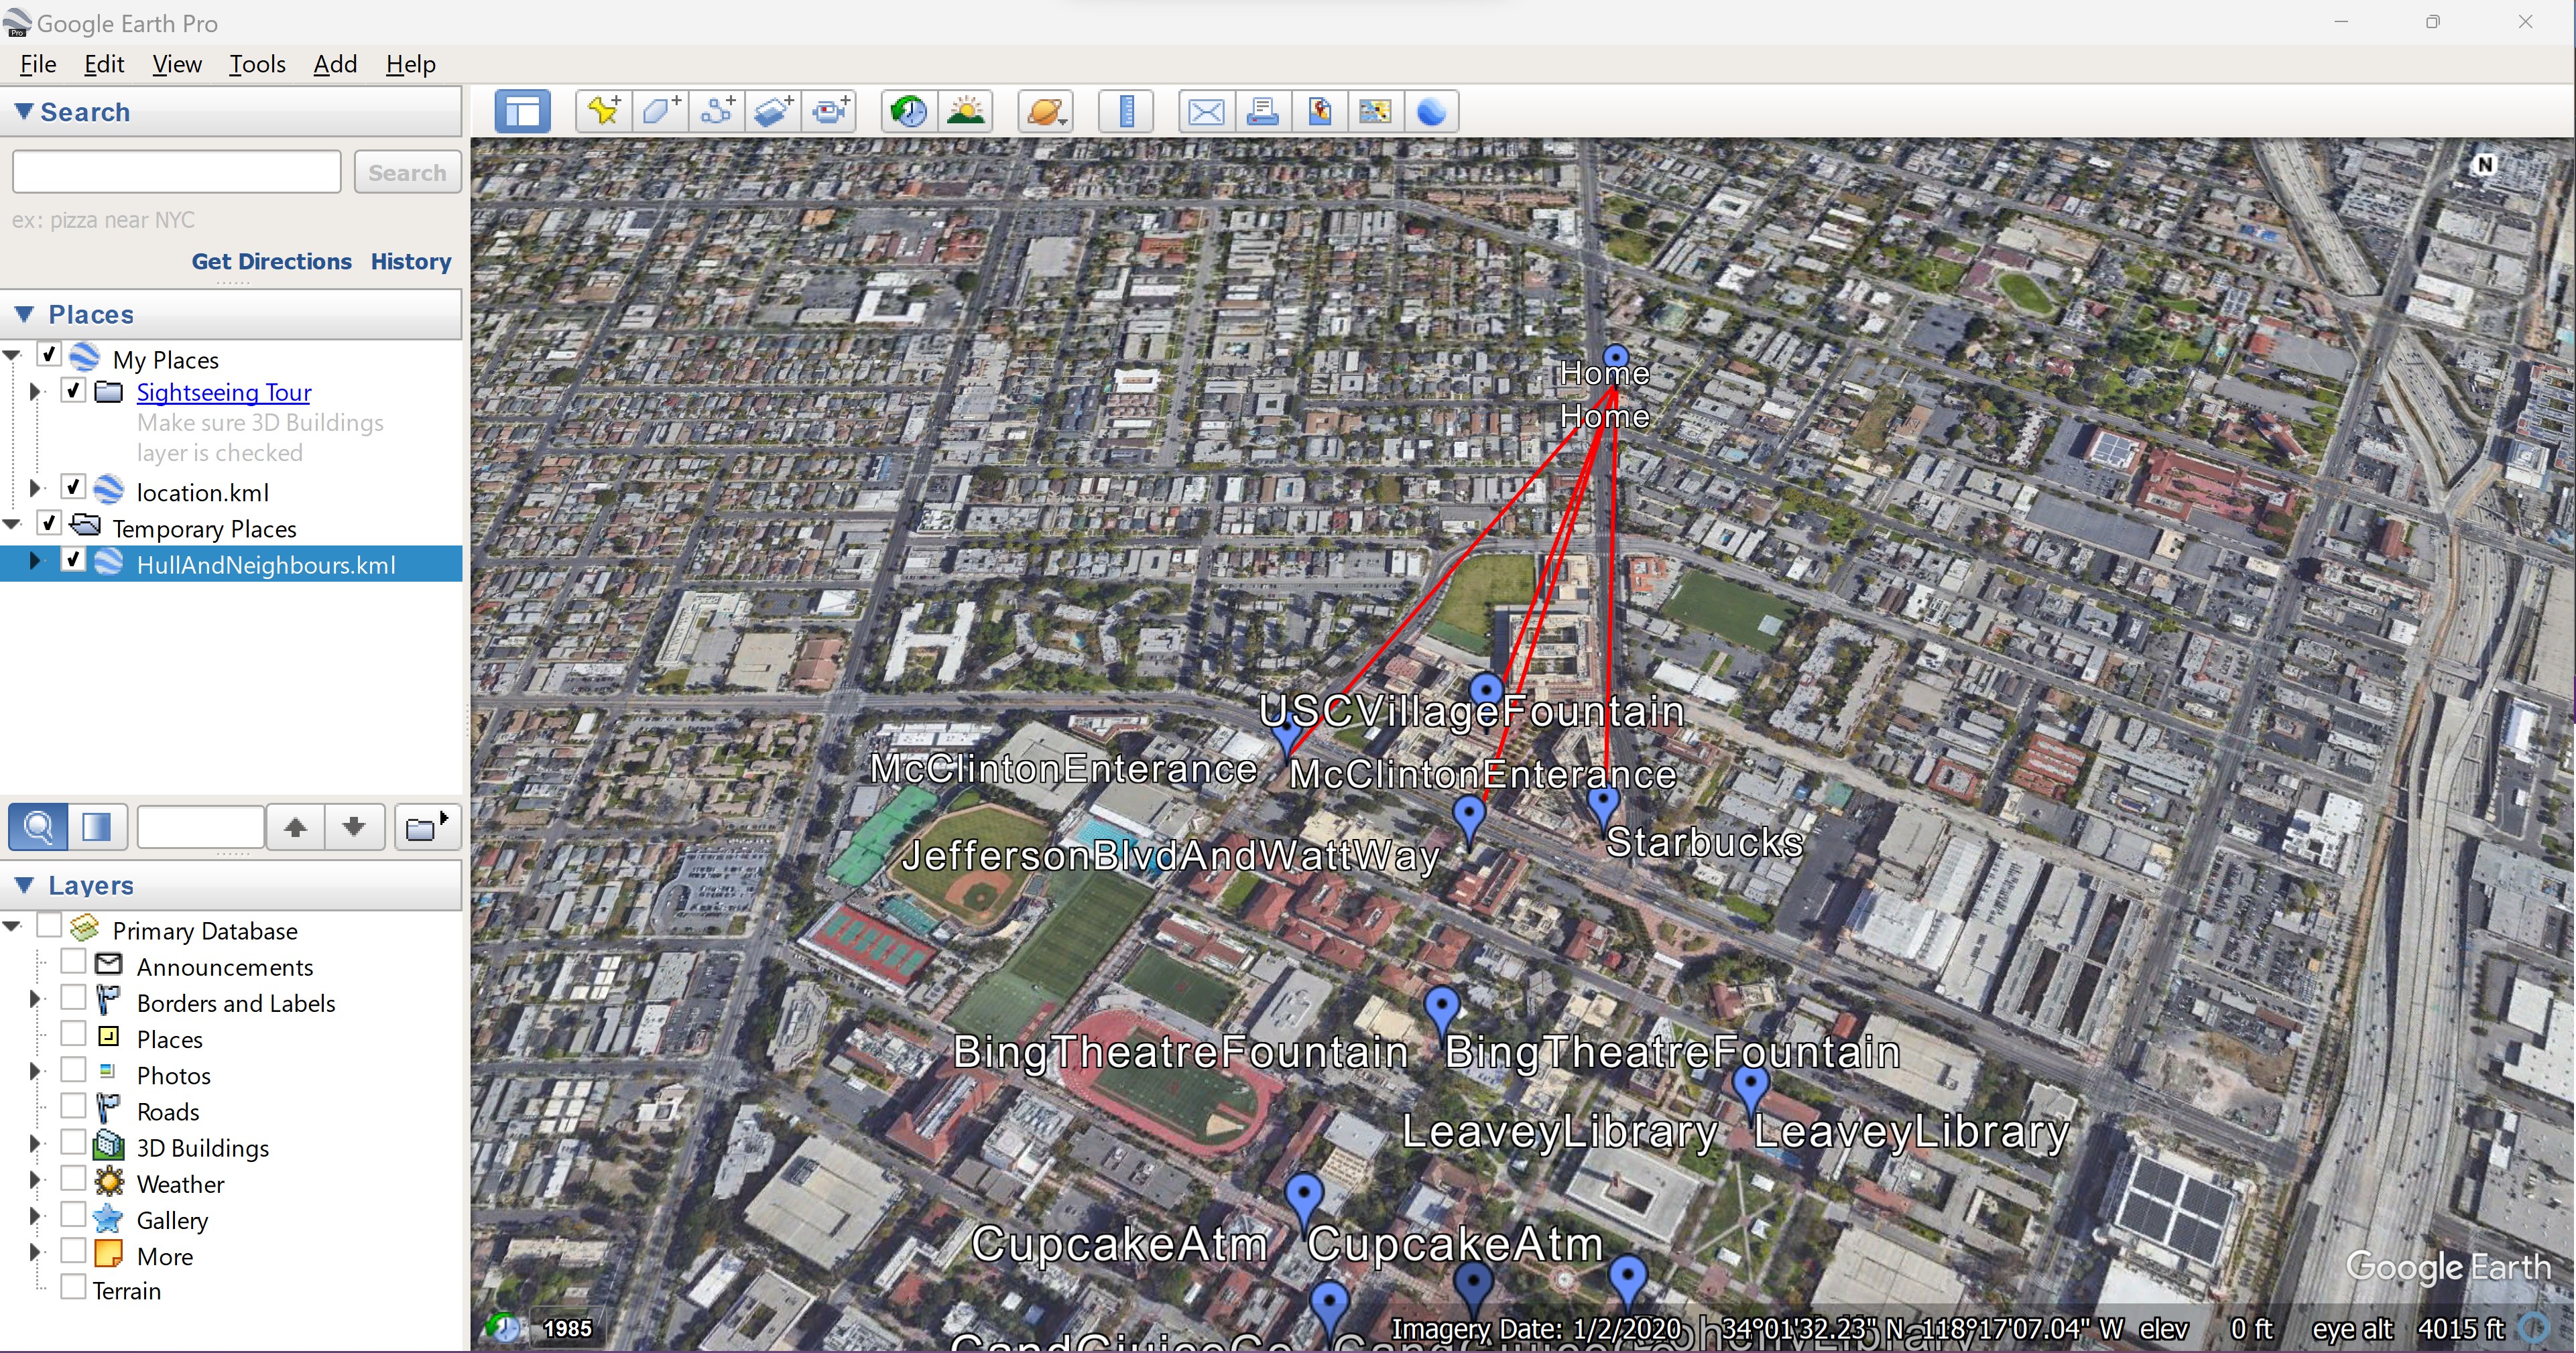 Google Earth Pro
File Edit View Tools Add Help
Search
Search
ex: pizza near NYC
Get Directions History
Places
My Places
Sightseeing Tour
Make sure 3D Buildings
layer is checked
location.kml
Temporary Places
HullAndNeighbours.kml
Layers
Primary Database
Announcements
Borders and Labels
Places
Photos
Roads
3D Buildings
Weather
Gallery
More
Terrain
N
Home
Home
USCVillageFountain
McClintonEnterance McClintonEnterance
JeffersonBlvdAndWattWay Starbucks
BingTheatreFountain BingTheatreFountain
LeaveyLibrary LeaveyLibrary
CupcakeAtm CupcakeAtm
Google Earth
1985
Imagery Date: 1/2/2020 34°01'32.23" N 118°17'07.04" W elev 0 ft eye alt 4015 ft